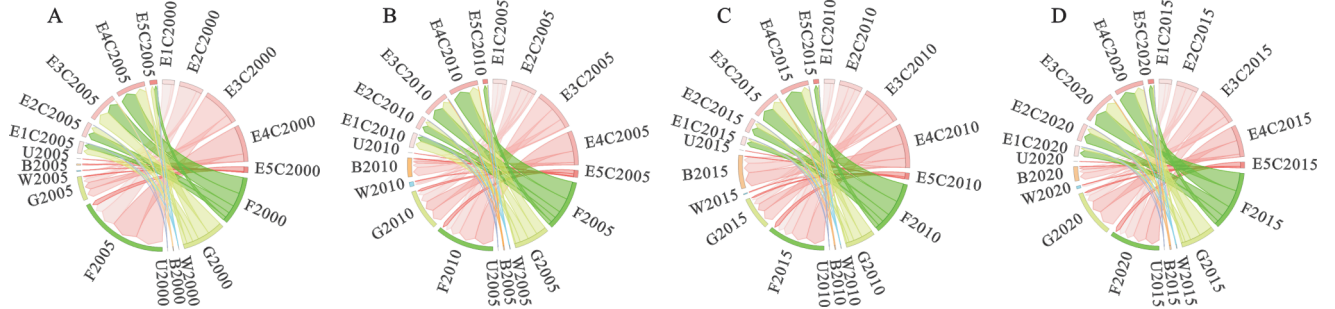 A
E1C2000
E2C2000
E3C2000
E4C2000
E5C2000
F2000
G2000
W2000
B2000
U2000
F2005
G2005
W2005
B2005
U2005
E1C2005
E2C2005
E3C2005
E4C2005
E5C2005
B
E1C2005
E2C2005
E3C2005
E4C2005
E5C2005
F2005
G2005
W2005
B2005
U2005
F2010
G2010
W2010
B2010
U2010
E1C2010
E2C2010
E3C2010
E4C2010
E5C2010
C
E1C2010
E2C2010
E3C2010
E4C2010
E5C2010
F2010
G2010
W2010
B2010
U2010
F2015
G2015
W2015
B2015
U2015
E1C2015
E2C2015
E3C2015
E4C2015
E5C2015
D
E1C2015
E2C2015
E3C2015
E4C2015
E5C2015
F2015
G2015
W2015
B2015
U2015
F2020
G2020
W2020
B2020
U2020
E1C2020
E2C2020
E3C2020
E4C2020
E5C2020